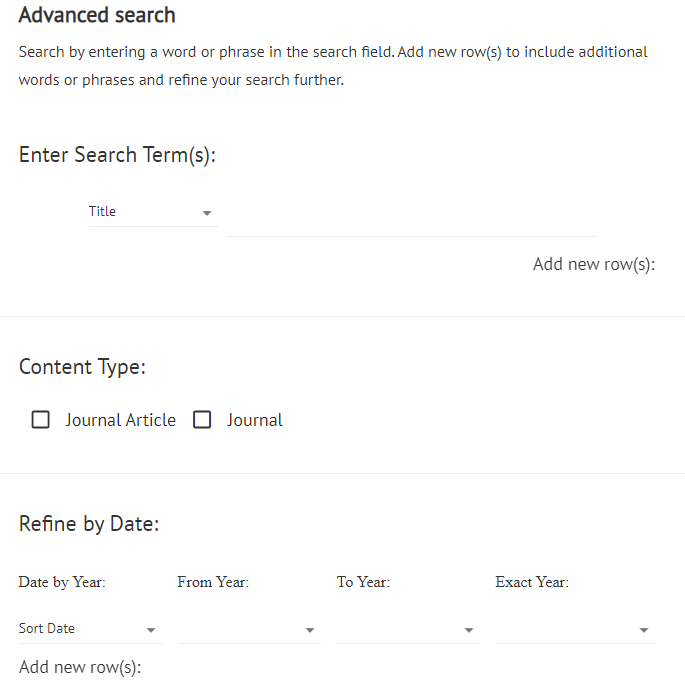 Advanced search
Search by entering a word or phrase in the search field. Add new row(s) to include additional
words or phrases and refine your search further.
Enter Search Term(s):
Title
Add new row(s):
Content Type:
Journal Article Journal
Refine by Date:
Date by Year: From Year: To Year: Exact Year:
Sort Date
Add new row(s):